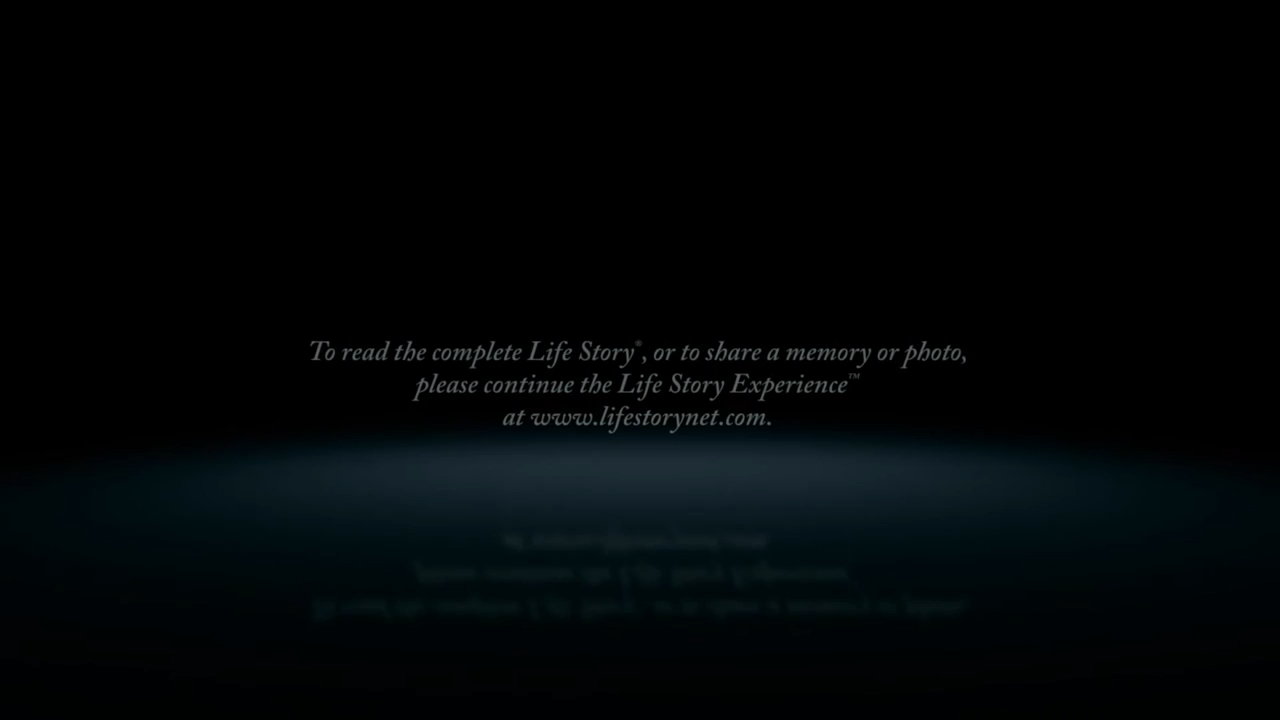 To read the complete Life Story®, or to share a memory or photo,
please continue the Life Story Experience™
at www.lifestorynet.com.